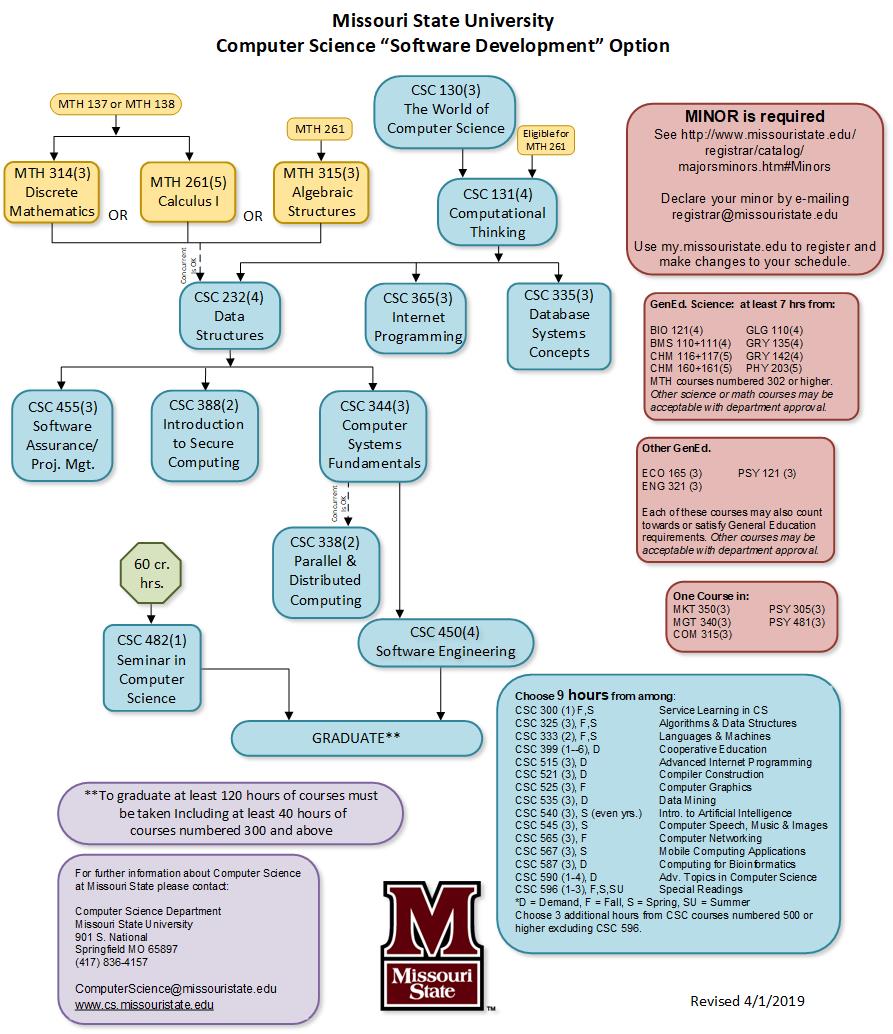 Missouri State University
Computer Science “Software Development” Option
MTH 137 or MTH 138
MTH 314(3)
Discrete
Mathematics
OR
MTH 261(5)
Calculus I
OR
MTH 261
MTH 315(3)
Algebraic
Structures
CSC 130(3)
The World of
Computer Science
Eligible for
MTH 261
CSC 131(4)
Computational
Thinking
Concurrent
Is OK
CSC 232(4)
Data
Structures
CSC 365(3)
Internet
Programming
CSC 335(3)
Database
Systems
Concepts
CSC 455(3)
Software
Assurance/
Proj. Mgt.
CSC 388(2)
Introduction
to Secure
Computing
CSC 344(3)
Computer
Systems
Fundamentals
Concurrent
Is OK
CSC 338(2)
Parallel &
Distributed
Computing
60 cr.
hrs.
CSC 482(1)
Seminar in
Computer
Science
CSC 450(4)
Software Engineering
GRADUATE**
MINOR is required
See http://www.missouristate.edu/
registrar/catalog/
majorsminors.htm#Minors
Declare your minor by e-mailing
registrar@missouristate.edu
Use my.missouristate.edu to register and
make changes to your schedule.
GenEd. Science: at least 7 hrs from:
BIO 121(4) GLG 110(4)
BMS 110+111(4) GRY 135(4)
CHM 116+117(5) GRY 142(4)
CHM 160+161(5) PHY 203(5)
MTH courses numbered 302 or higher.
Other science or math courses may be
acceptable with department approval.
Other GenEd.
ECO 165 (3) PSY 121 (3)
ENG 321 (3)
Each of these courses may also count
towards or satisfy General Education
requirements. Other courses may be
acceptable with department approval.
One Course in:
MKT 350(3) PSY 305(3)
MGT 340(3) PSY 481(3)
COM 315(3)
Choose 9 hours from among:
CSC 300 (1) F,S Service Learning in CS
CSC 325 (3), F,S Algorithms & Data Structures
CSC 333 (2), F,S Languages & Machines
CSC 399 (1--6), D Cooperative Education
CSC 515 (3), D Advanced Internet Programming
CSC 521 (3), D Compiler Construction
CSC 525 (3), F Computer Graphics
CSC 535 (3), D Data Mining
CSC 540 (3), S (even yrs.) Intro. to Artificial Intelligence
CSC 545 (3), S Computer Speech, Music & Images
CSC 565 (3), F Computer Networking
CSC 567 (3), S Mobile Computing Applications
CSC 587 (3), D Computing for Bioinformatics
CSC 590 (1-4), D Adv. Topics in Computer Science
CSC 596 (1-3), F,S,SU Special Readings
*D = Demand, F = Fall, S = Spring, SU = Summer
Choose 3 additional hours from CSC courses numbered 500 or
higher excluding CSC 596.
**To graduate at least 120 hours of courses must
be taken Including at least 40 hours of
courses numbered 300 and above
For further information about Computer Science
at Missouri State please contact:
Computer Science Department
Missouri State University
901 S. National
Springfield MO 65897
(417) 836-4157
ComputerScience@missouristate.edu
www.cs.missouristate.edu
M
Missouri
State
TM
Revised 4/1/2019